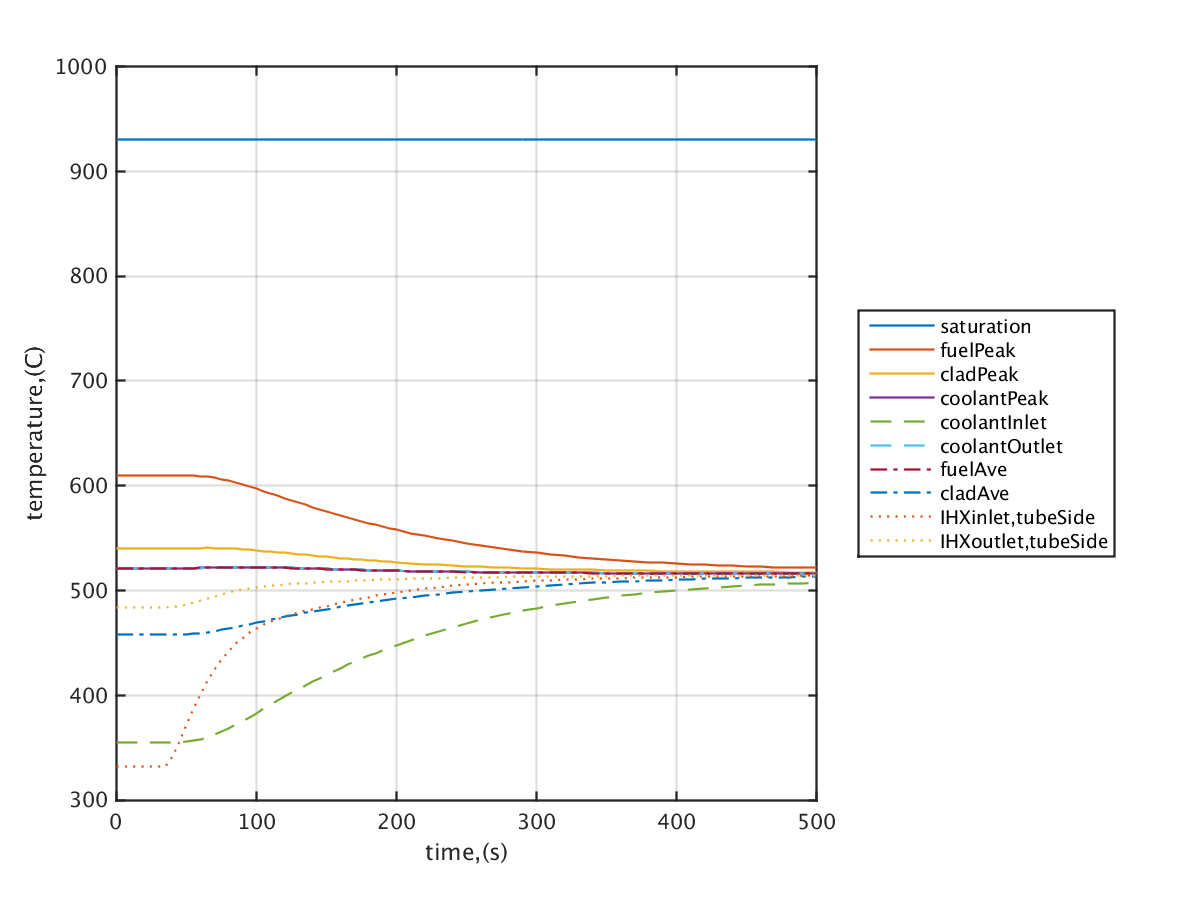 1000
900
800
700
600
500
400
300
temperature,(C)
0 100 200 300 400 500
time,(s)
saturation
fuelPeak
cladPeak
coolantPeak
coolantInlet
coolantOutlet
fuelAve
cladAve
IHXinlet,tubeSide
IHXoutlet,tubeSide